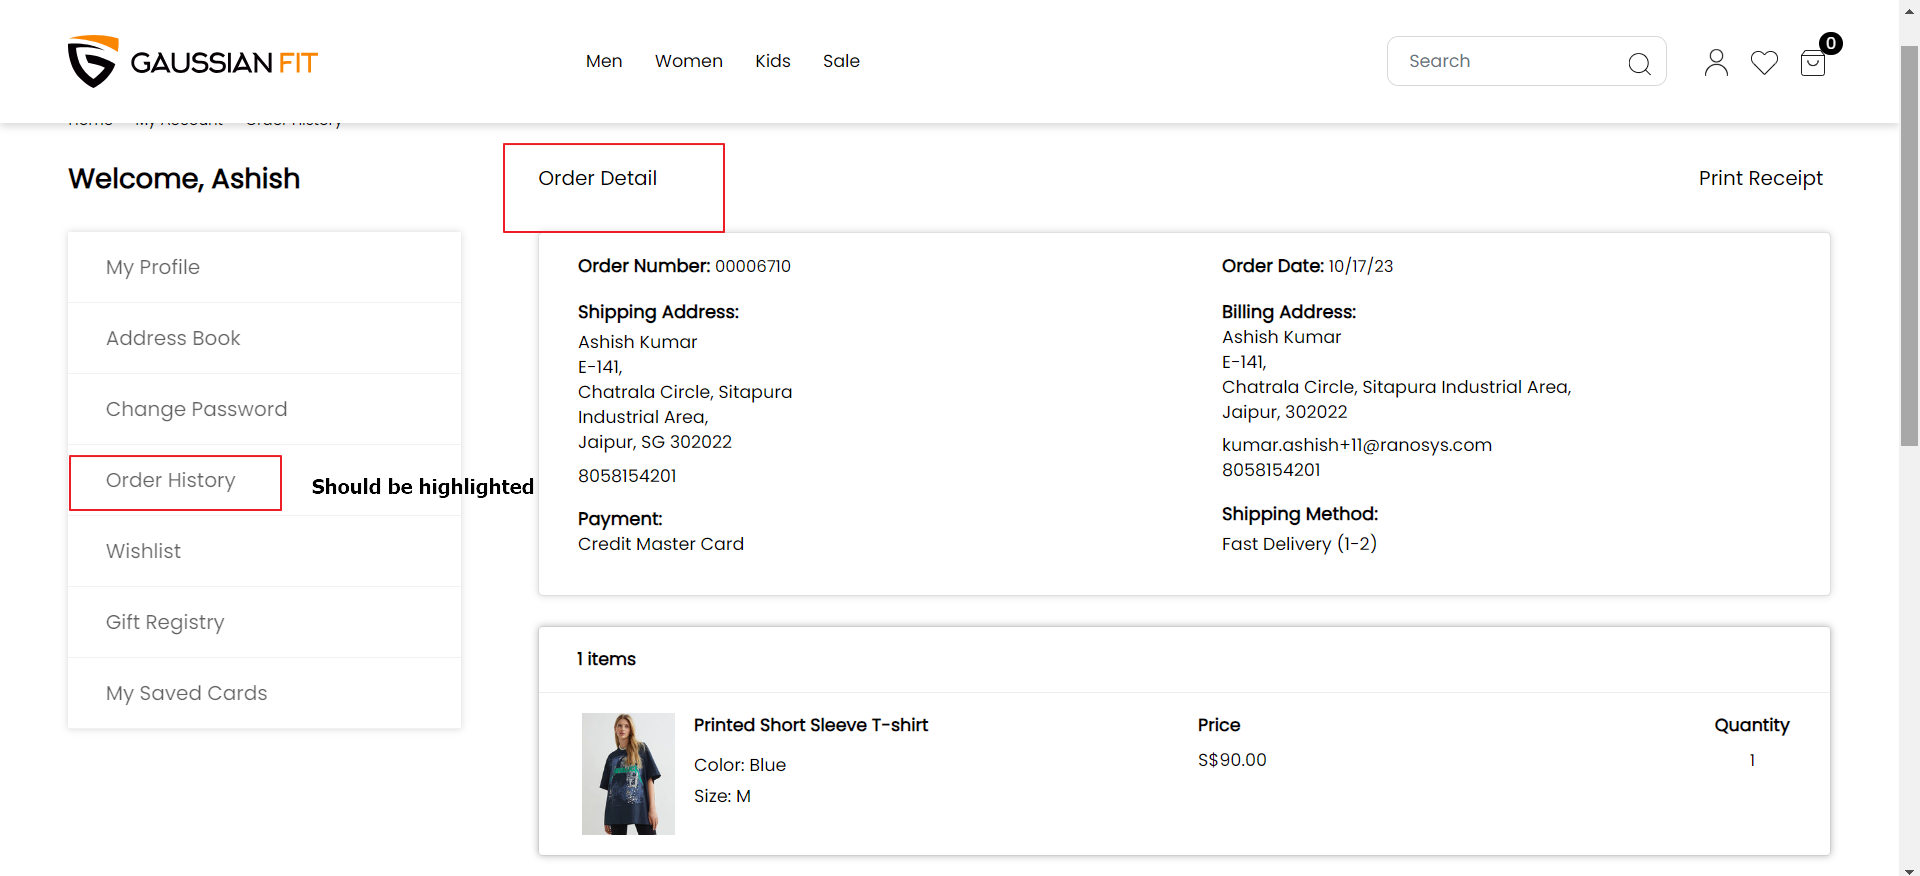 GAUSSIAN FIT
Men Women Kids Sale
Search
0
Home My Account Order History
Welcome, Ashish
Order Detail
Print Receipt
My Profile
Address Book
Change Password
Order History
Should be highlighted
Wishlist
Gift Registry
My Saved Cards
Order Number: 00006710
Shipping Address:
Ashish Kumar
E-141,
Chatrala Circle, Sitapura
Industrial Area,
Jaipur, SG 302022
8058154201
Payment:
Credit Master Card
Order Date: 10/17/23
Billing Address:
Ashish Kumar
E-141,
Chatrala Circle, Sitapura Industrial Area,
Jaipur, 302022
kumar.ashish+11@ranosys.com
8058154201
Shipping Method:
Fast Delivery (1-2)
1 items
Printed Short Sleeve T-shirt
Color: Blue
Size: M
Price
S$90.00
Quantity
1